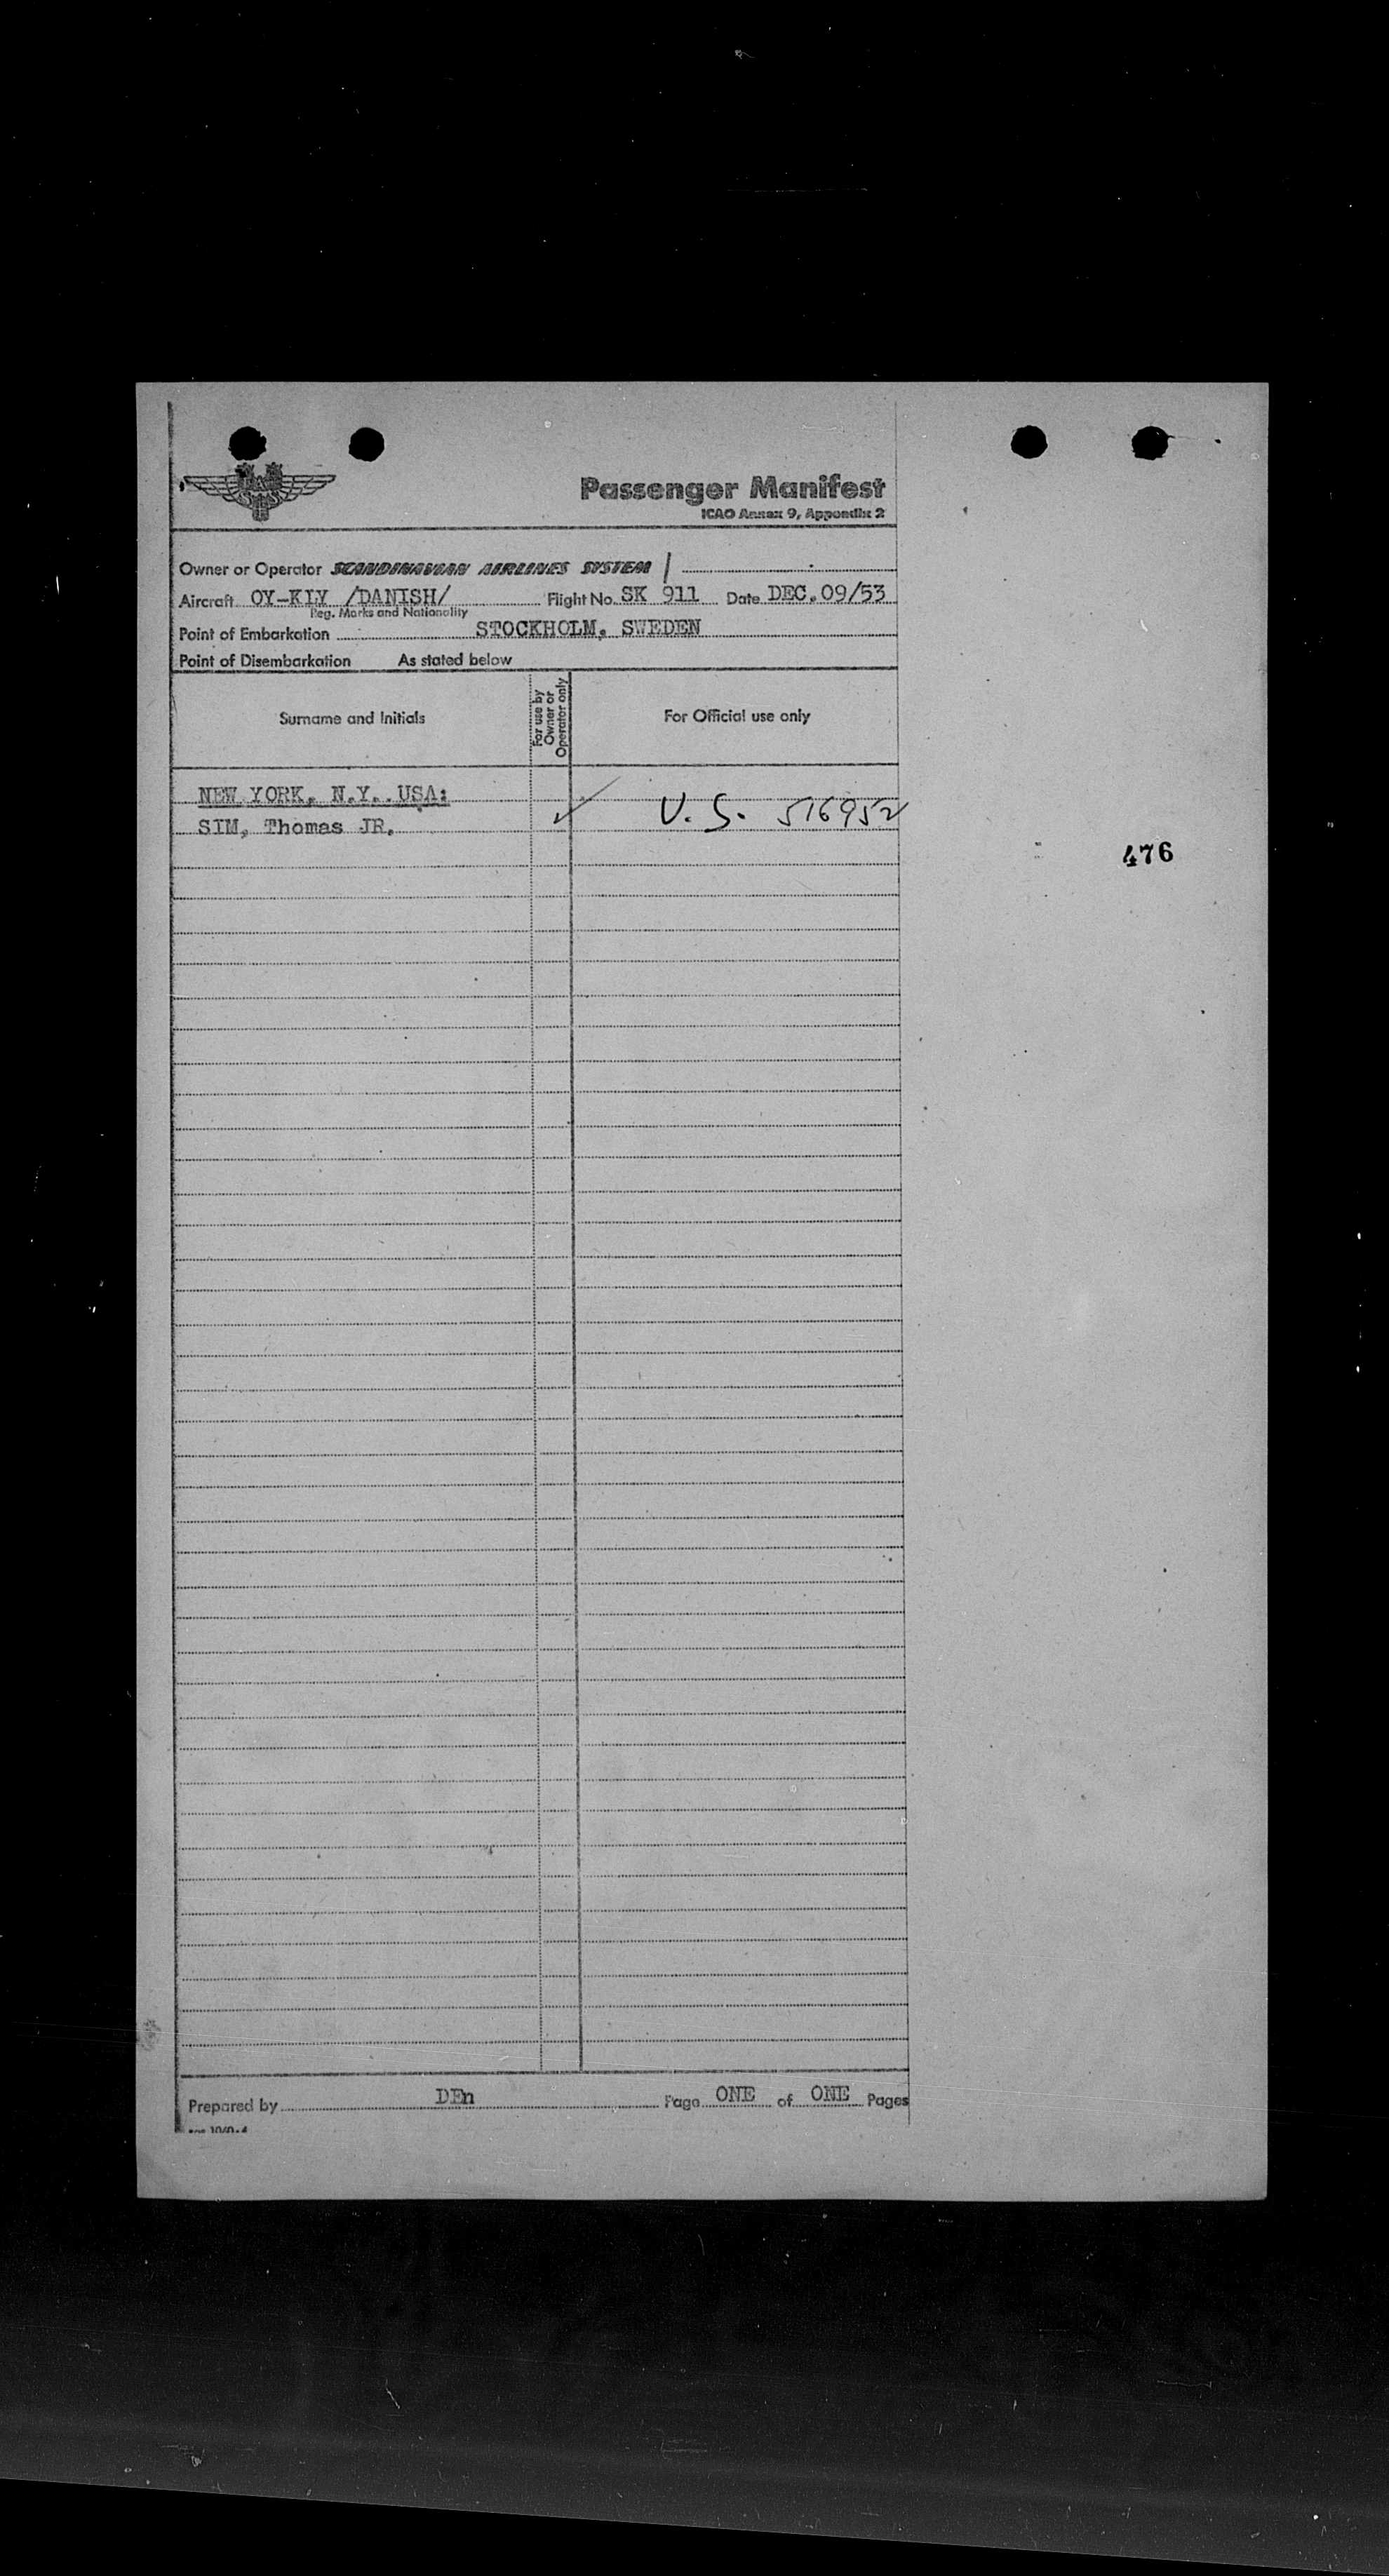 Passenger Manifest
ICAO Annex 9, Appendix 2
Owner or Operator SCANDINAVIAN AIRLINES SYSTEM
Aircraft OY-KLY /DANISH/ Flight No. SK 911 Date DEC. 09/53
Reg. Marks and Nationality
Point of Embarkation STOCKHOLM, SWEDEN
Point of Disembarkation As stated below
Surname and Initials
For use by Owner or Operator only
For Official use only
NEW YORK, N.Y. USA:
SIM, Thomas JR. ✓ U.S. 516952
476
Prepared by DEn Page ONE of ONE Pages